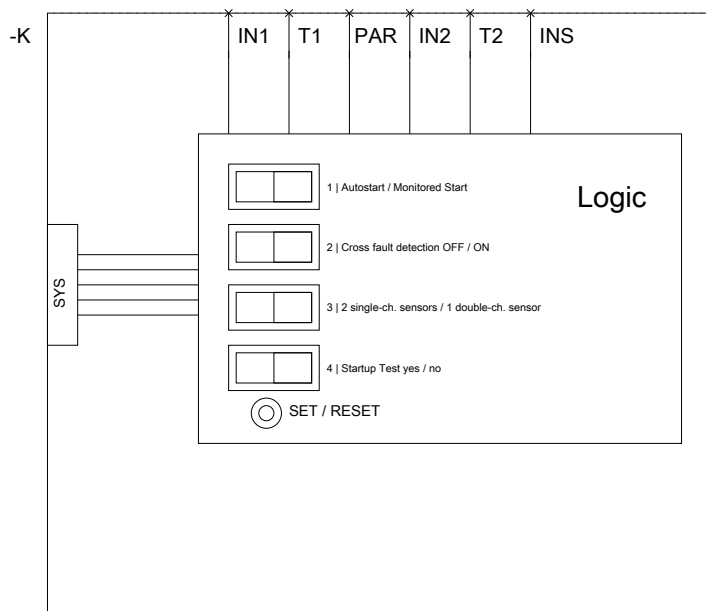 -K IN1 T1 PAR IN2 T2 INS
1 | Autostart / Monitored Start
Logic
2 | Cross fault detection OFF / ON
SYS
3 | 2 single-ch. sensors / 1 double-ch. sensor
4 | Startup Test yes / no
SET / RESET